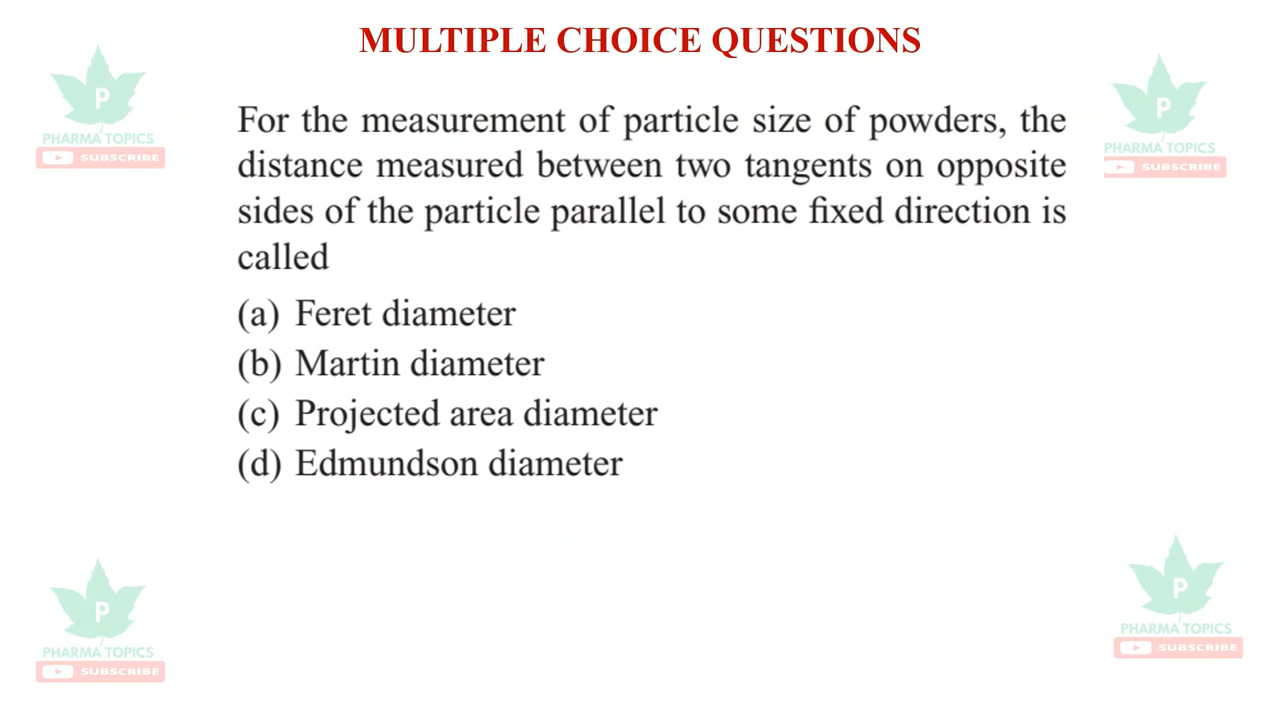 MULTIPLE CHOICE QUESTIONS
P
PHARMA TOPICS
SUBSCRIBE
P
PHARMA TOPICS
SUBSCRIBE
For the measurement of particle size of powders, the
distance measured between two tangents on opposite
sides of the particle parallel to some fixed direction is
called
(a) Feret diameter
(b) Martin diameter
(c) Projected area diameter
(d) Edmundson diameter
P
PHARMA TOPICS
SUBSCRIBE
P
PHARMA TOPICS
SUBSCRIBE